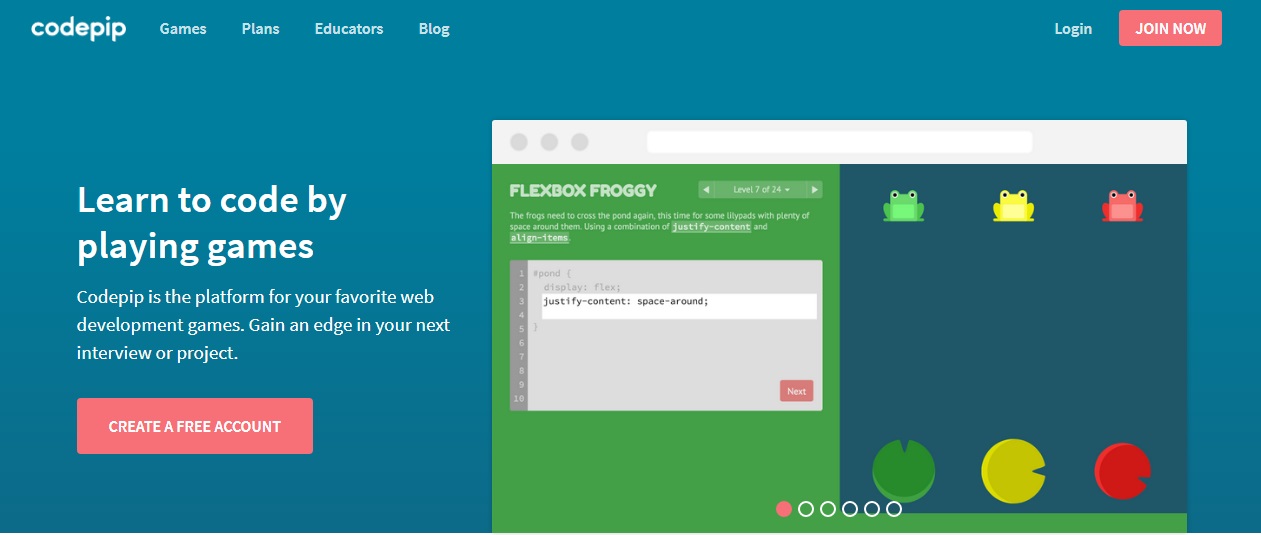 codepip
Games Plans Educators Blog
Login JOIN NOW
Learn to code by
playing games
Codepip is the platform for your favorite web
development games. Gain an edge in your next
interview or project.
CREATE A FREE ACCOUNT
FLEXBOX FROGGY
Level 7 of 24
The frogs need to cross the pond again, this time for some lilypads with plenty of
space around them. Using a combination of justify-content and
align-items.
1 #pond {
2 display: flex;
3 justify-content: space-around;
4
5 }
6
7
8
9
10
Next